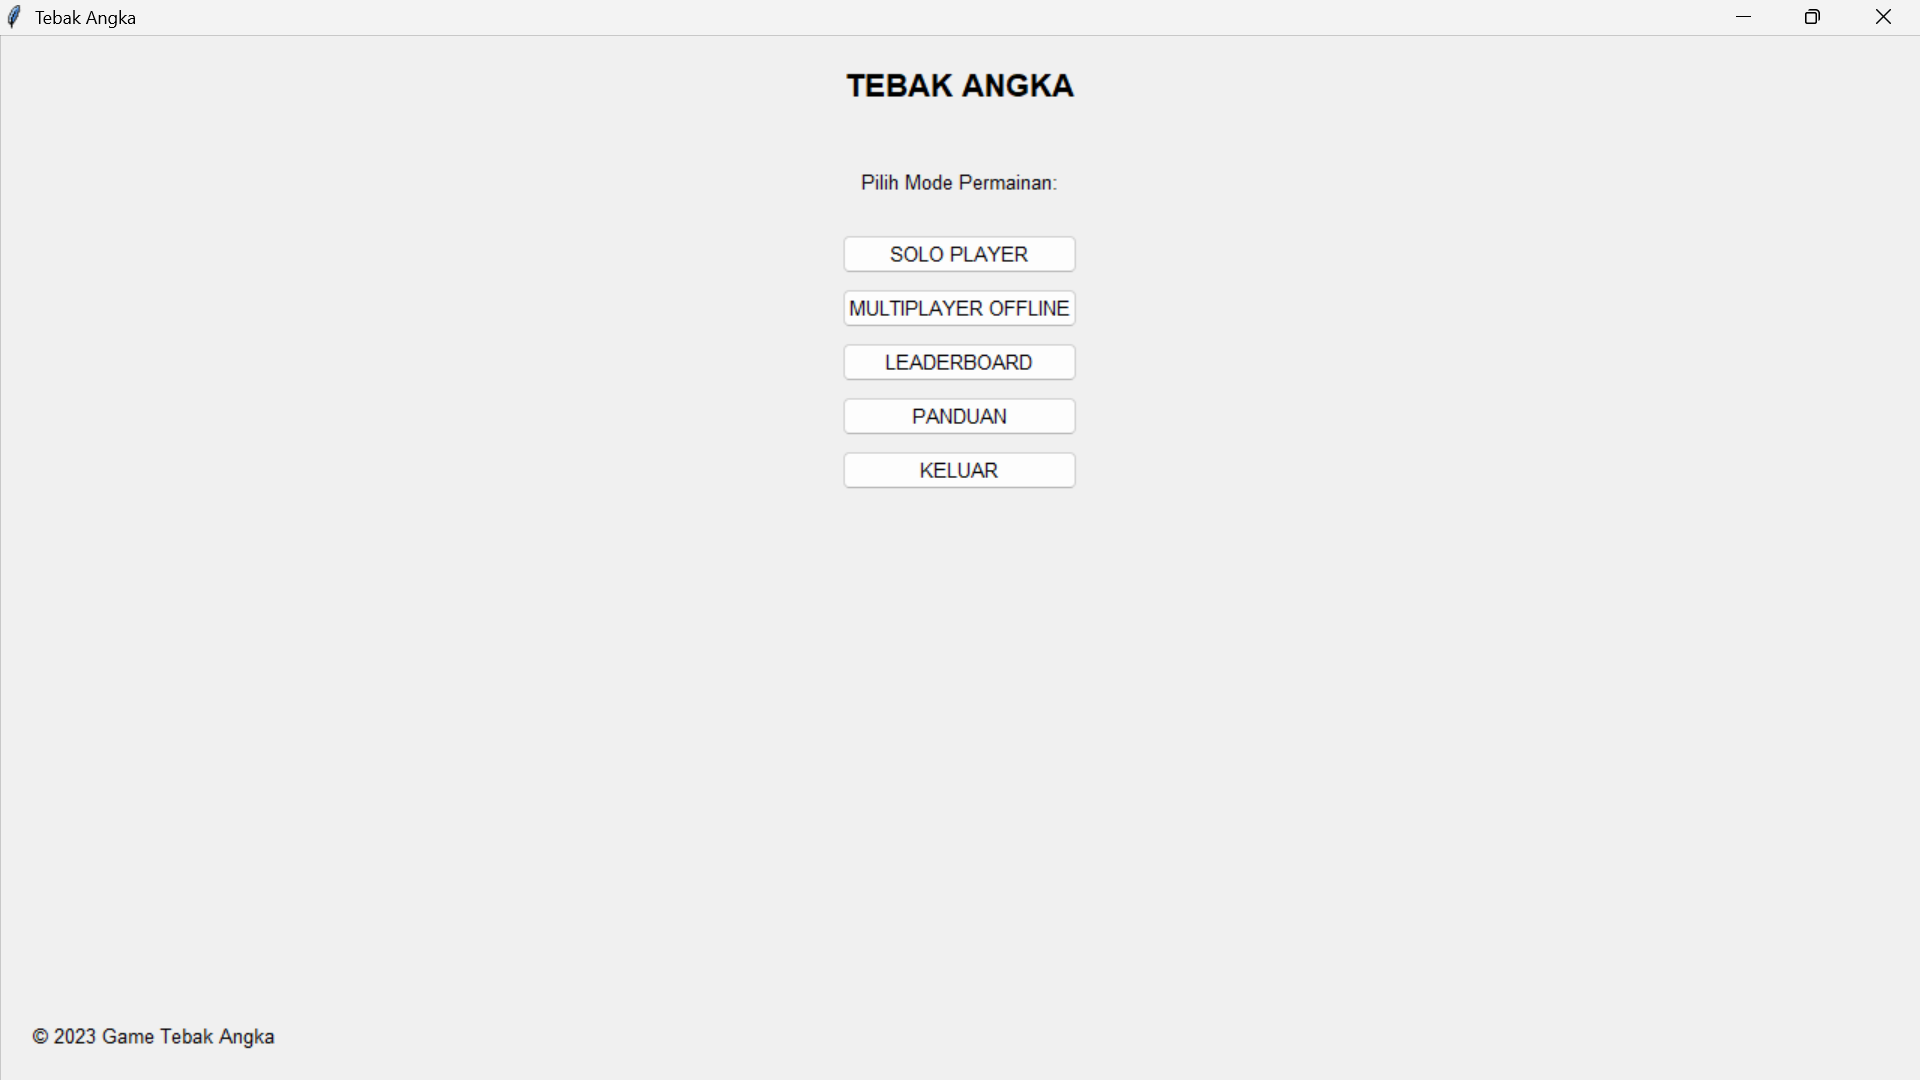 Tebak Angka
TEBAK ANGKA
Pilih Mode Permainan:
SOLO PLAYER
MULTIPLAYER OFFLINE
LEADERBOARD
PANDUAN
KELUAR
© 2023 Game Tebak Angka